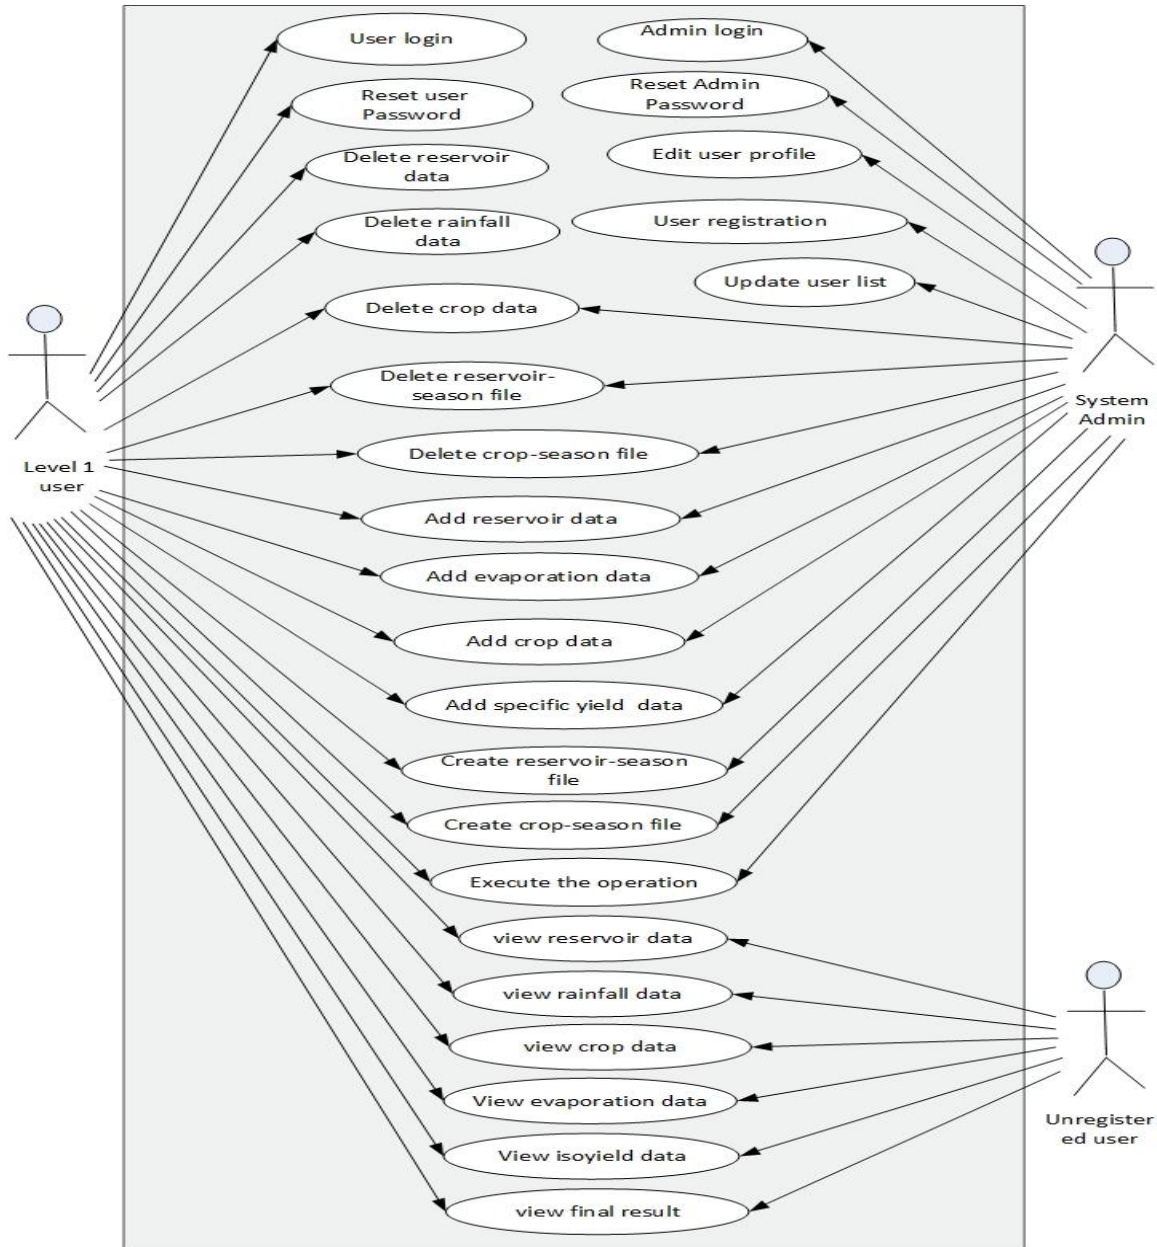 User login
Admin login
Reset user
Password
Reset Admin
Password
Delete reservoir
data
Edit user profile
Delete rainfall
data
User registration
Update user list
Delete crop data
Delete reservoir-
season file
System
Admin
Level 1
user
Delete crop-season file
Add reservoir data
Add evaporation data
Add crop data
Add specific yield  data
Create reservoir-season
file
Create crop-season file
Execute the operation
view reservoir data
view rainfall data
view crop data
View evaporation data
Unregister
ed user
View isoyield data
view final result